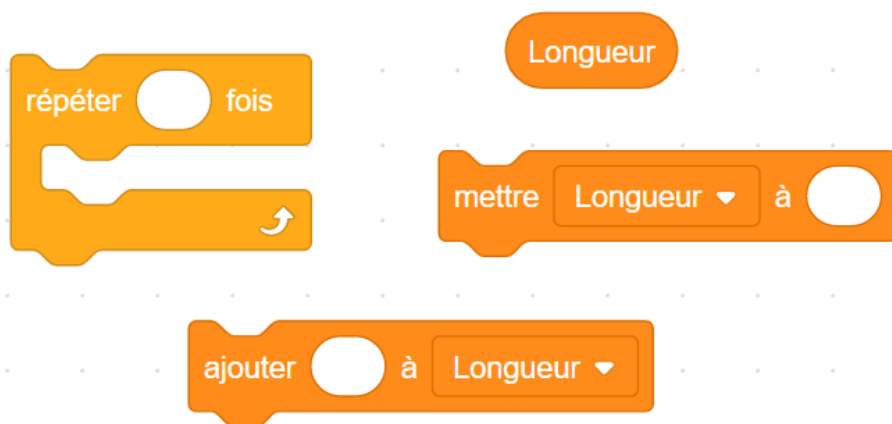 Longueur
répéter fois
mettre Longueur à
ajouter à Longueur